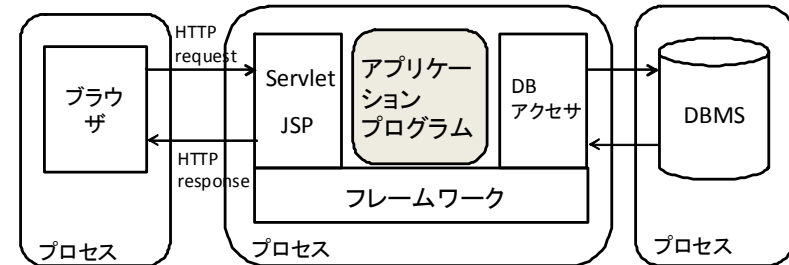 HTTP
request
ブラウ
ザ
HTTP
response
プロセス
Servlet
JSP
アプリケー
ション
プログラム
DB
アクセサ
フレームワーク
プロセス
DBMS
プロセス